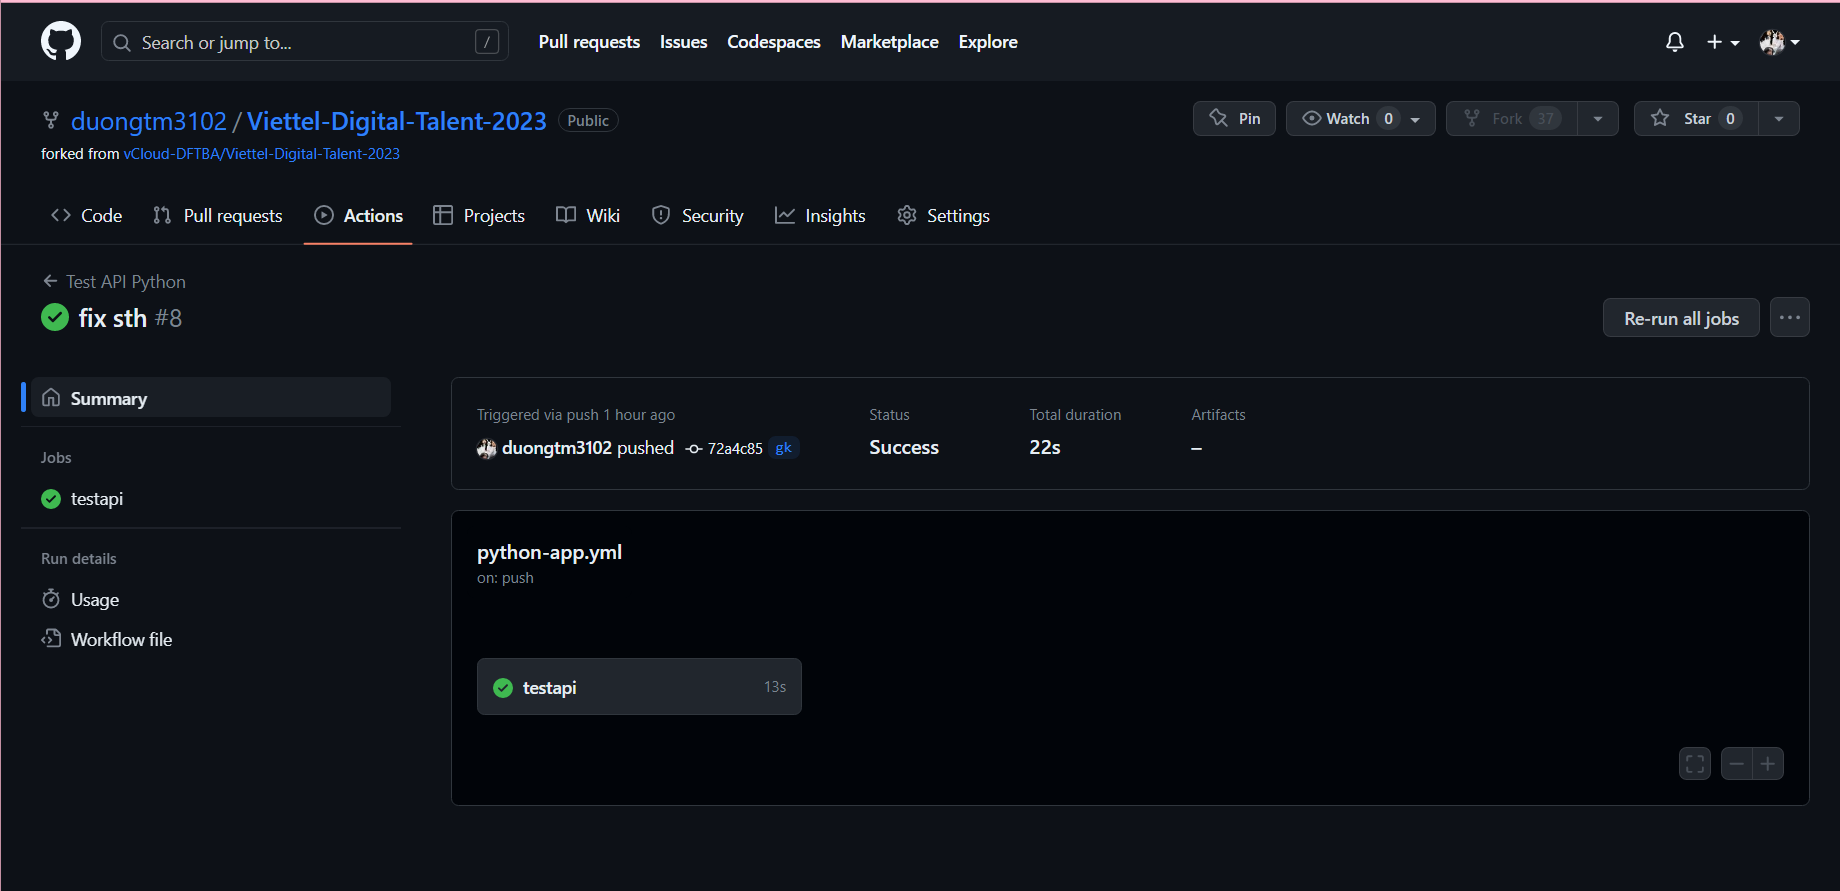 Search or jump to... / Pull requests Issues Codespaces Marketplace Explore
duongtm3102 / Viettel-Digital-Talent-2023 Public Pin Watch 0 Fork 37 Star 0
forked from vCloud-DFTBA/Viettel-Digital-Talent-2023
Code Pull requests Actions Projects Wiki Security Insights Settings
Test API Python
fix sth #8
Re-run all jobs ...
Summary
Jobs
testapi
Run details
Usage
Workflow file
Triggered via push 1 hour ago Status Total duration Artifacts
duongtm3102 pushed 72a4c85 gk Success 22s –
python-app.yml
on: push
testapi 13s